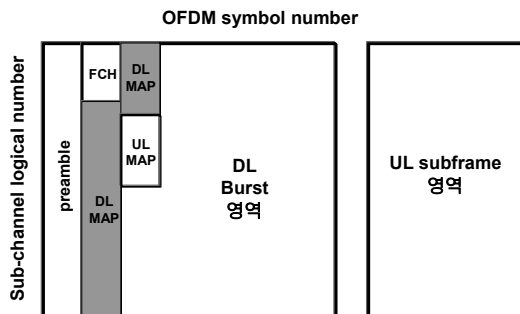 OFDM symbol number
Sub-channel logical number
preamble
FCH
DL
MAP
DL
MAP
UL
MAP
DL
Burst
영역
UL subframe
영역